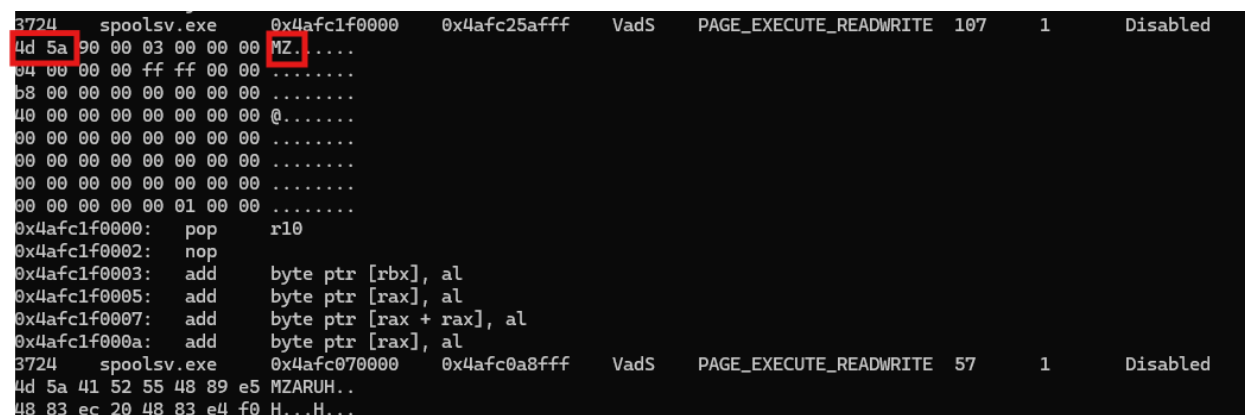 3724 spoolsv.exe 0x4afc1f0000 0x4afc25afff VadS PAGE_EXECUTE_READWRITE 107 1 Disabled
4d 5a 90 00 03 00 00 00 MZ......
04 00 00 00 ff ff 00 00 ........
b8 00 00 00 00 00 00 00 ........
40 00 00 00 00 00 00 00 @.......
00 00 00 00 00 00 00 00 ........
00 00 00 00 00 00 00 00 ........
00 00 00 00 00 00 00 00 ........
00 00 00 00 00 01 00 00 ........
0x4afc1f0000: pop r10
0x4afc1f0002: nop
0x4afc1f0003: add byte ptr [rbx], al
0x4afc1f0005: add byte ptr [rax], al
0x4afc1f0007: add byte ptr [rax + rax], al
0x4afc1f000a: add byte ptr [rax], al
3724 spoolsv.exe 0x4afc070000 0x4afc0a8fff VadS PAGE_EXECUTE_READWRITE 57 1 Disabled
4d 5a 41 52 55 48 89 e5 MZARUH..
48 83 ec 20 48 83 e4 f0 H...H...